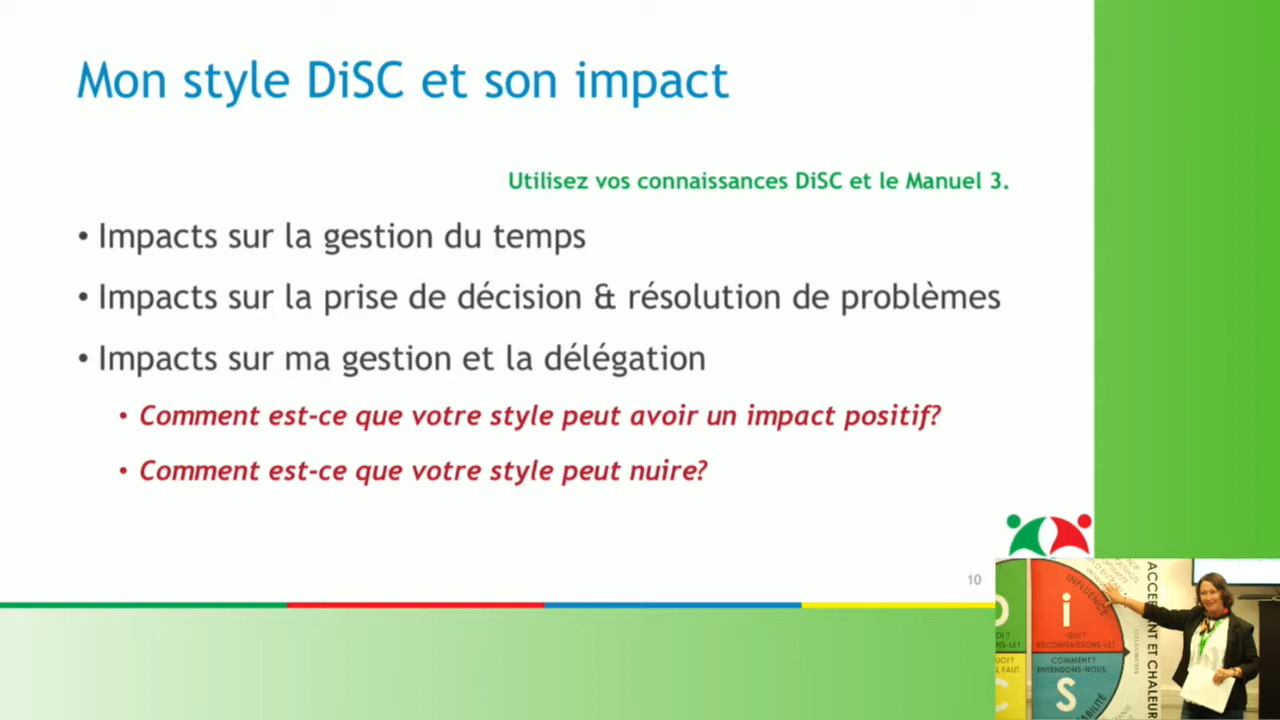 Mon style DiSC et son impact
Utilisez vos connaissances DiSC et le Manuel 3.
• Impacts sur la gestion du temps
• Impacts sur la prise de décision & résolution de problèmes
• Impacts sur ma gestion et la délégation
• Comment est-ce que votre style peut avoir un impact positif?
• Comment est-ce que votre style peut nuire?
10
INFLUENCE
i
QUI?
RECONNAISSONS-LE!
COMMENT?
ENTENDONS-NOUS.
S
COLLABORATION